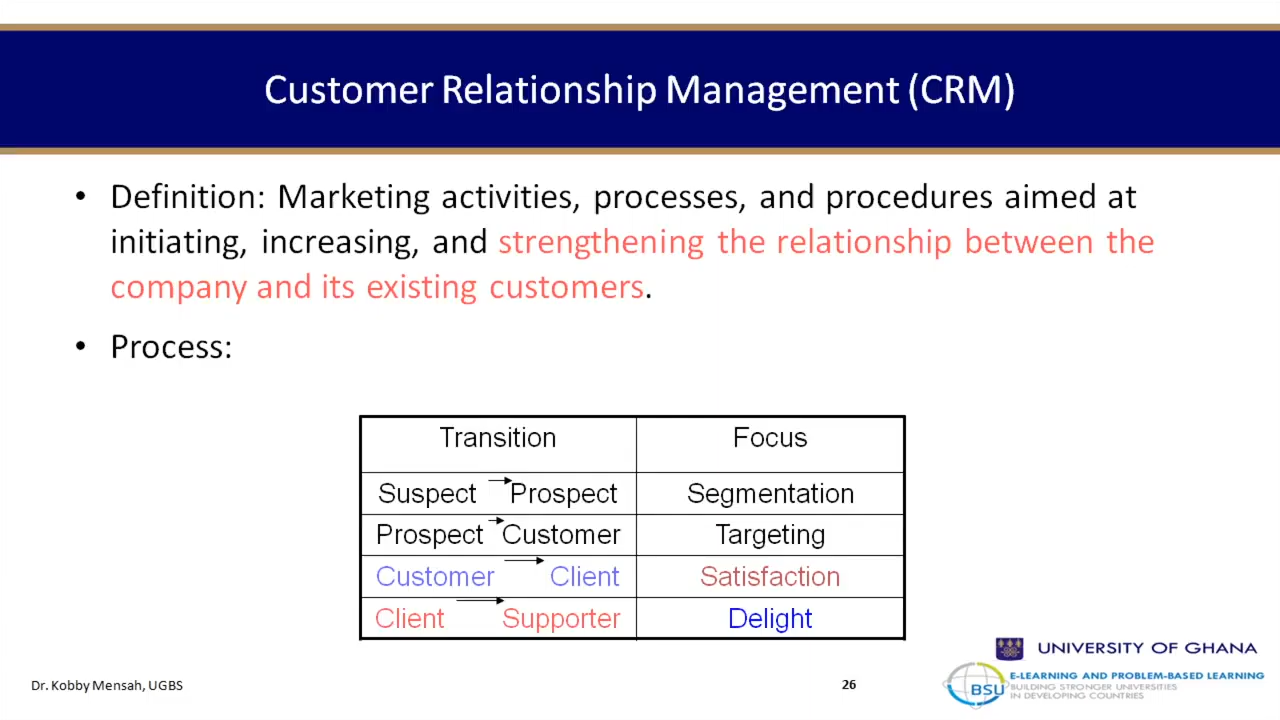 Customer Relationship Management (CRM)
• Definition: Marketing activities, processes, and procedures aimed at
initiating, increasing, and strengthening the relationship between the
company and its existing customers.
• Process:
Transition Focus
Suspect → Prospect Segmentation
Prospect → Customer Targeting
Customer → Client Satisfaction
Client → Supporter Delight
UNIVERSITY OF GHANA
Dr. Kobby Mensah, UGBS
26
BSU
E-LEARNING AND PROBLEM-BASED LEARNING
BUILDING STRONGER UNIVERSITIES
IN DEVELOPING COUNTRIES